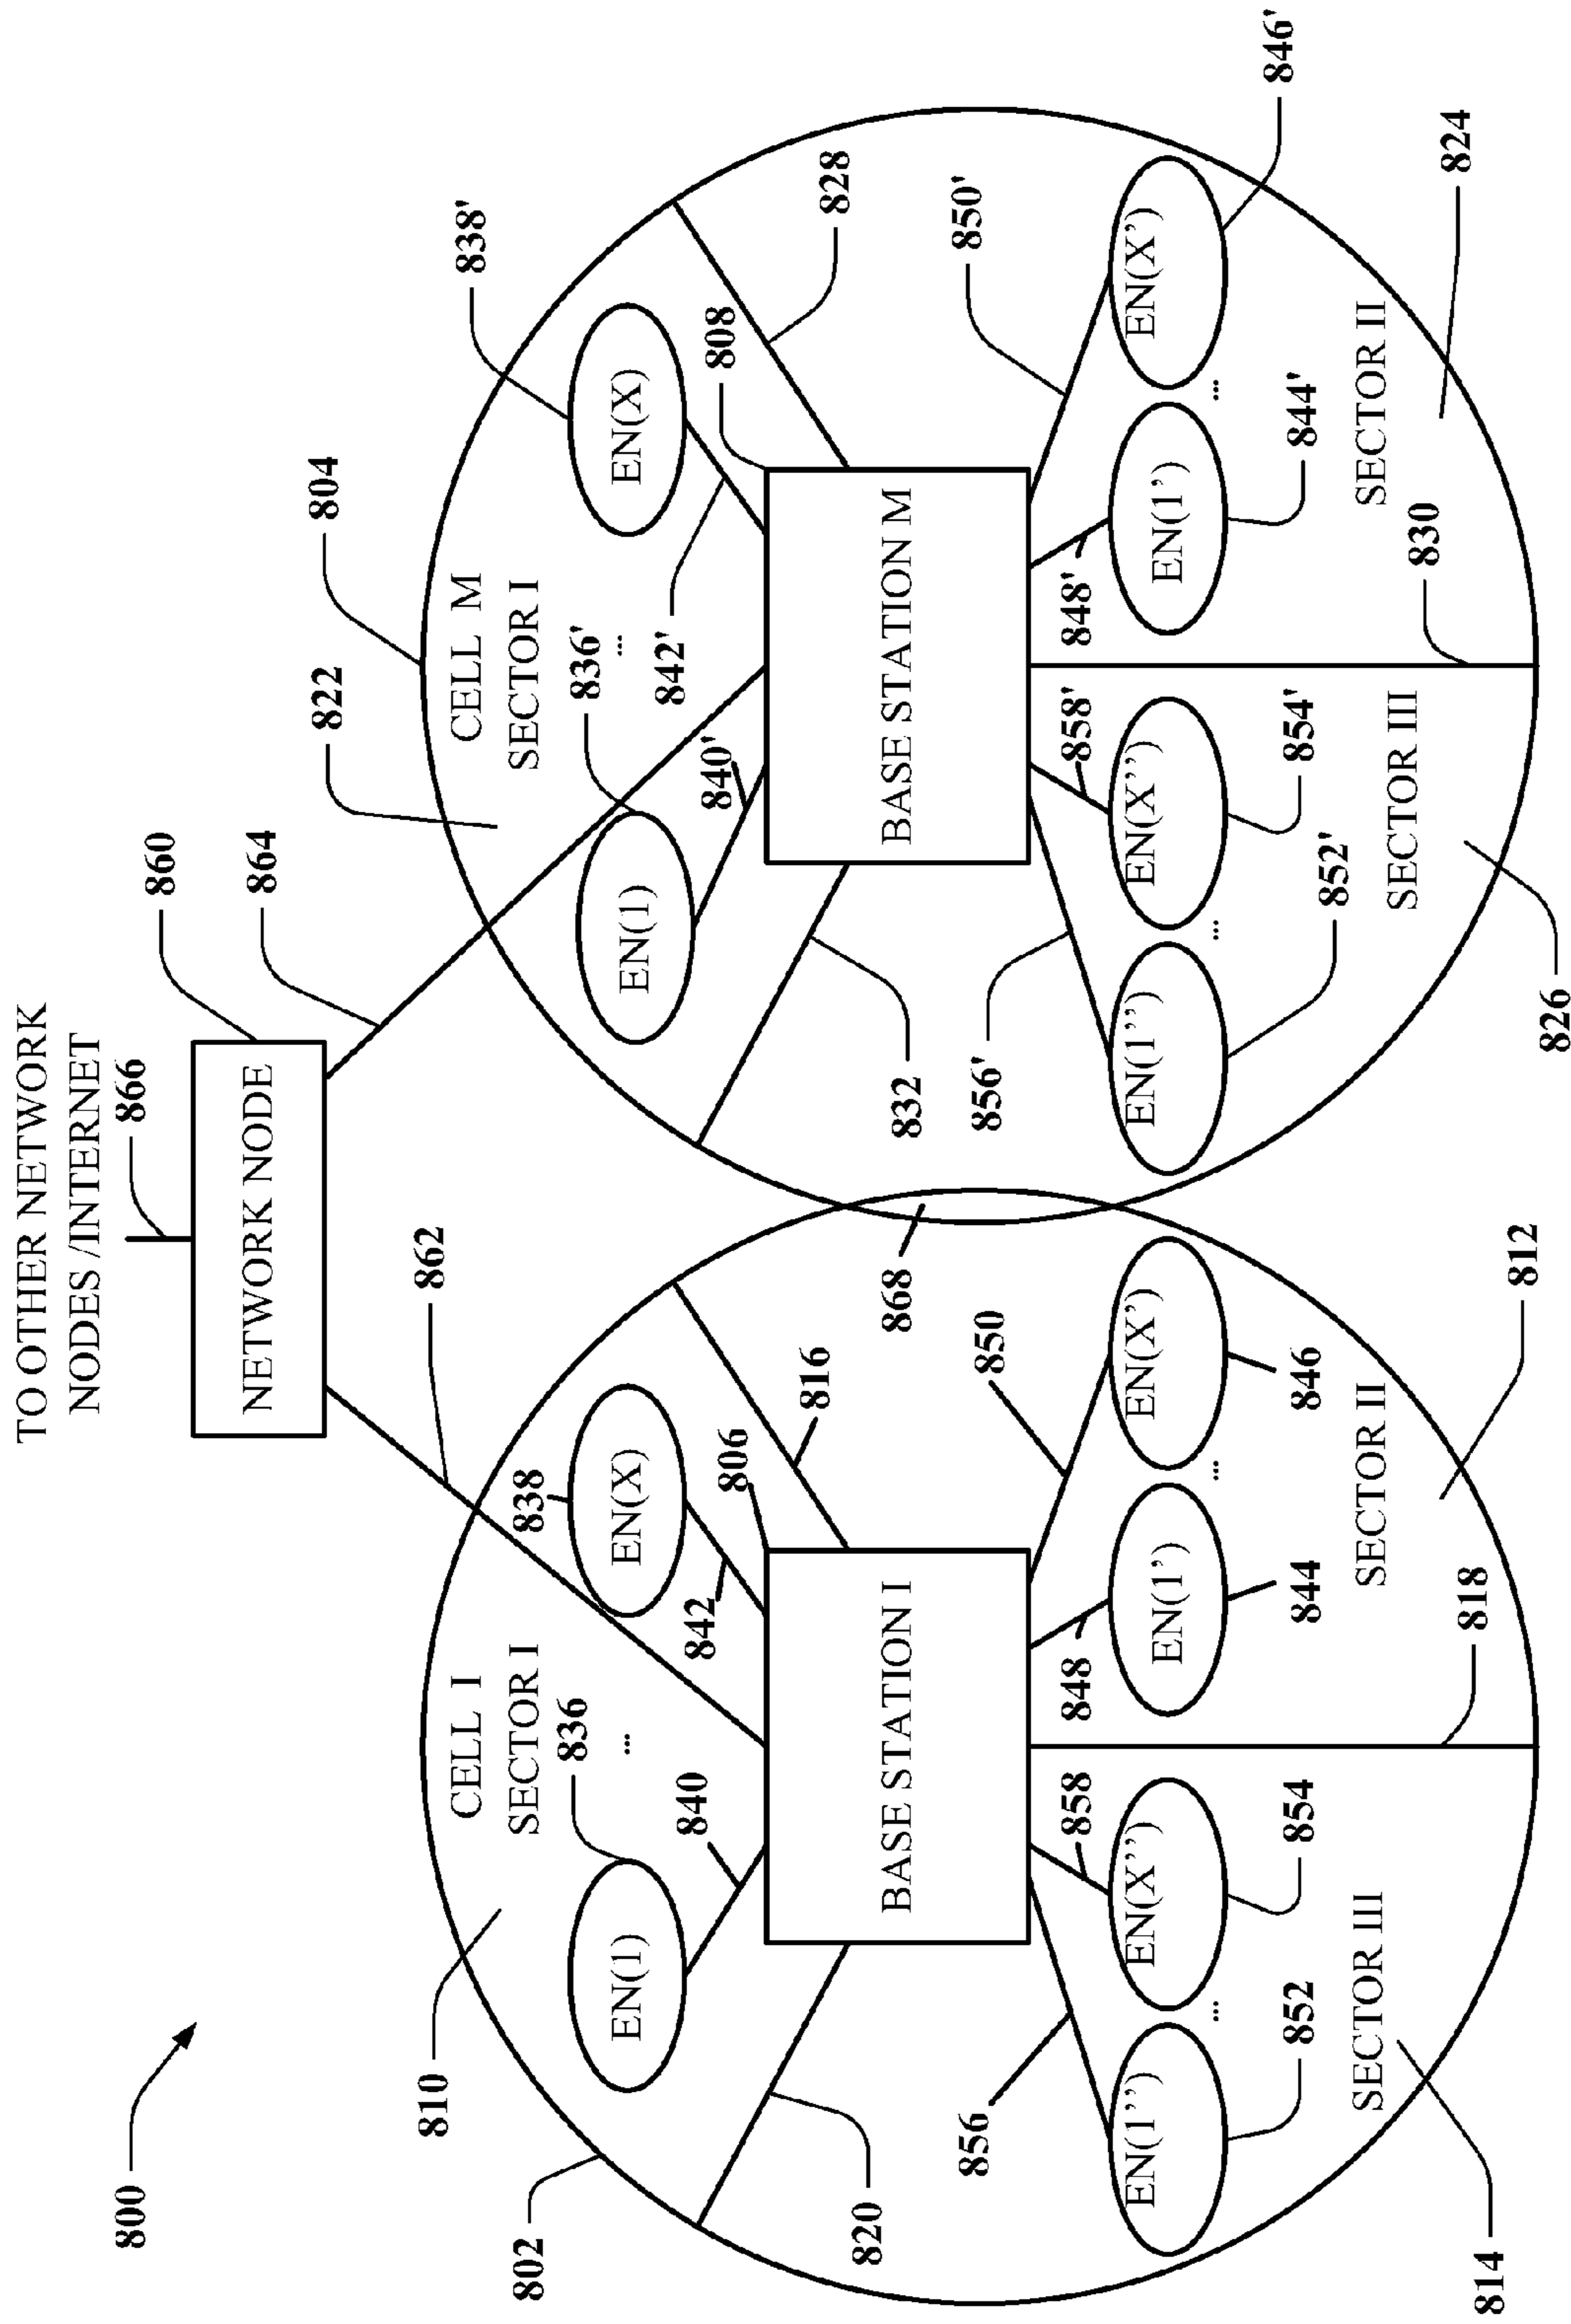 TO OTHER NETWORK
NODES /INTERNET
866
860
NETWORK NODE
864
800
862
804
822
838'
CELL I
SECTOR I
810
802
836
...
838
EN(1)
EN(X)
840
842
806
816
820
BASE STATION I
868
856
858
848
850
EN(1'')
...
EN(X'')
EN(1')
...
EN(X')
852
854
844
846
SECTOR III
SECTOR II
814
818
812
CELL M
SECTOR I
836'
...
EN(1)
EN(X)
840'
842'
808
828
832
BASE STATION M
856'
858'
848'
850'
EN(1'')
...
EN(X'')
EN(1')
...
EN(X')
852'
854'
844'
846'
SECTOR III
SECTOR II
826
830
824